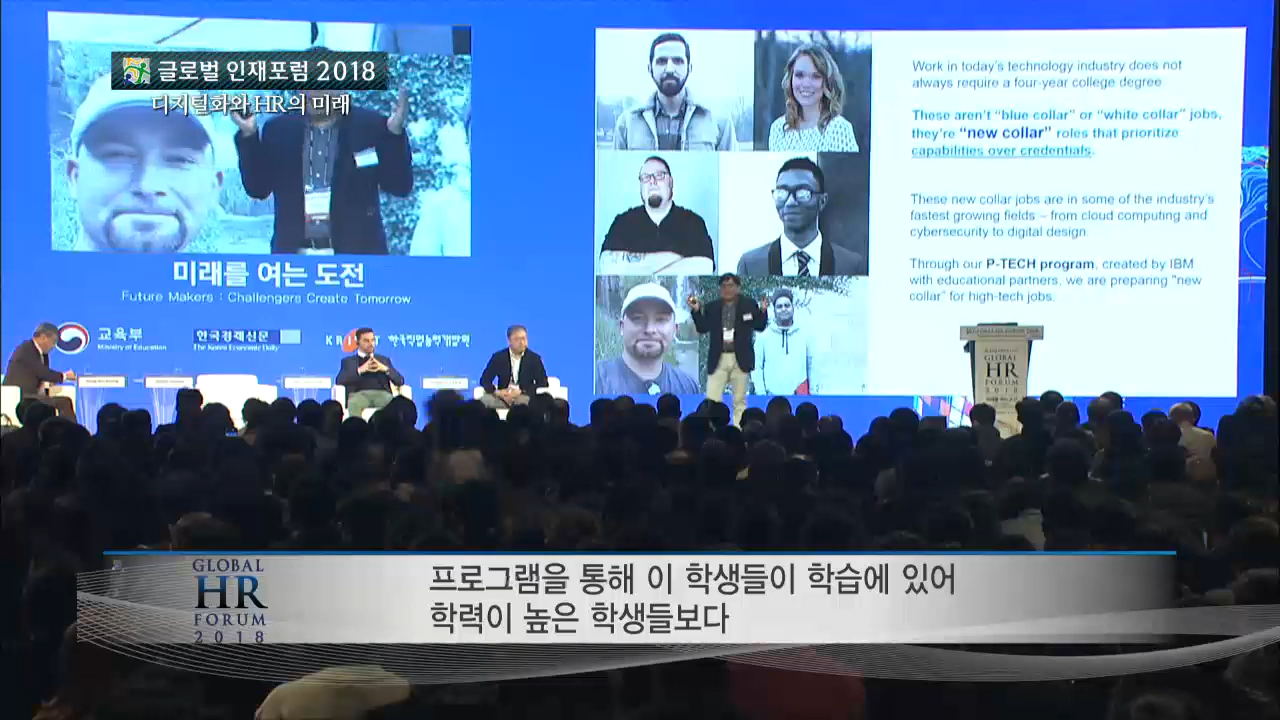 글로벌 인재포럼 2018
디지털화와 HR의 미래
미래를 여는 도전
Future Makers : Challengers Create Tomorrow
교육부
Ministry of Education
한국경제신문
The Korea Economic Daily
한국직업능력개발원
Work in today's technology industry does not
always require a four-year college degree
These aren't "blue collar" or "white collar" jobs,
they're "new collar" roles that prioritize
capabilities over credentials.
These new collar jobs are in some of the industry's
fastest growing fields – from cloud computing and
cybersecurity to digital design.
Through our P-TECH program, created by IBM
with educational partners, we are preparing "new
collar" for high-tech jobs.
GLOBAL
HR
FORUM
2018
GLOBAL
HR
FORUM
2018
프로그램을 통해 이 학생들이 학습에 있어
학력이 높은 학생들보다